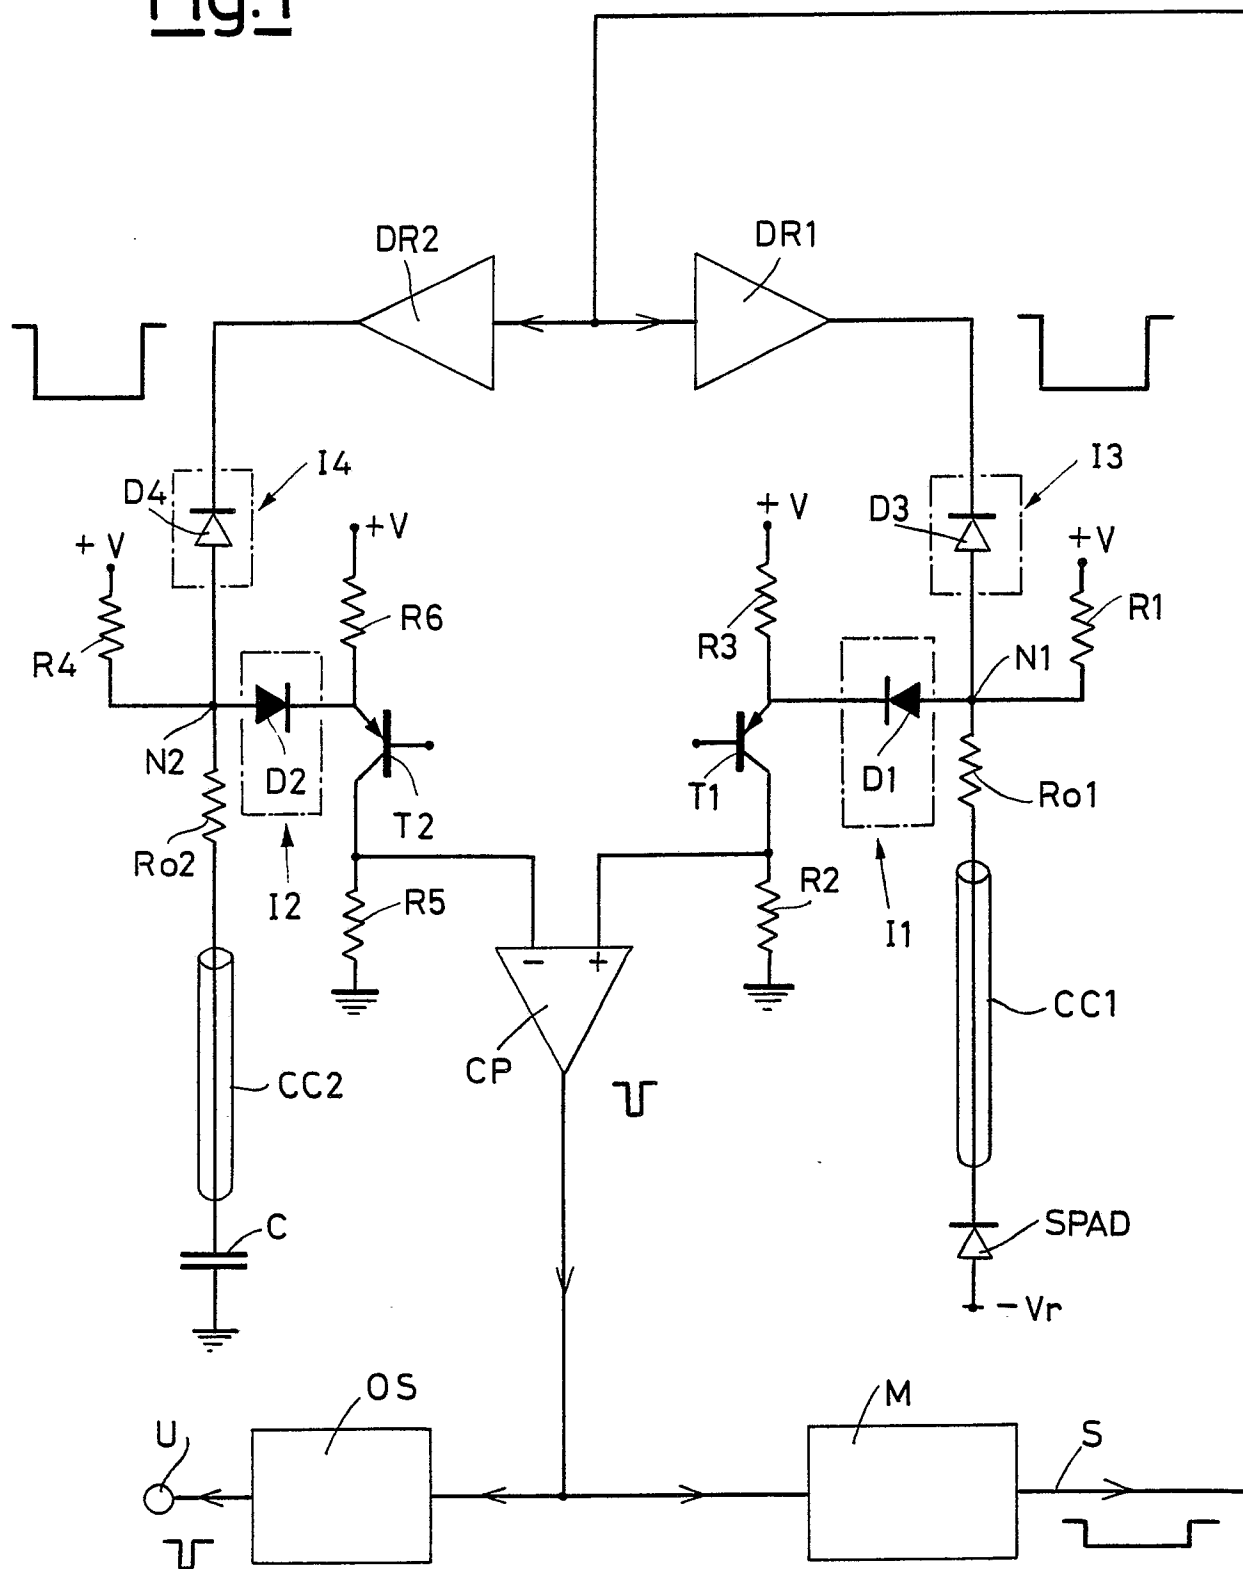 Fig. 1
DR2
DR1
I4
I3
D4
D3
+V
+V
+V
+V
R4
R6
R3
R1
N1
N2
D2
T2
T1
D1
Ro1
Ro2
I2
R5
R2
I1
-
+
CP
CC1
CC2
C
SPAD
-Vr
OS
M
U
S